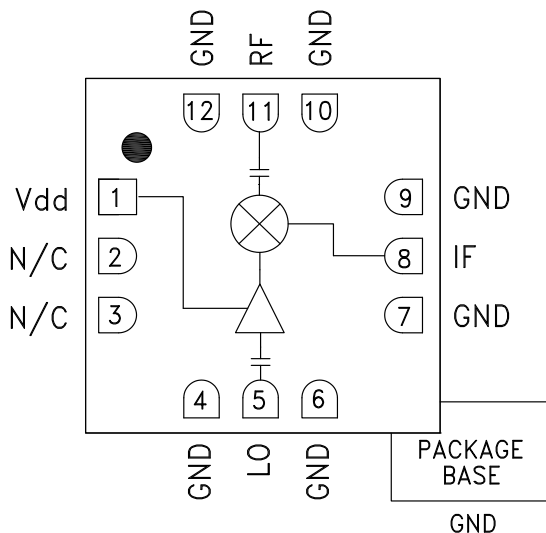 GND RF GND
12 11 10
Vdd 1 9 GND
N/C 2 8 IF
N/C 3 7 GND
4 5 6
GND LO GND
PACKAGE
BASE
GND